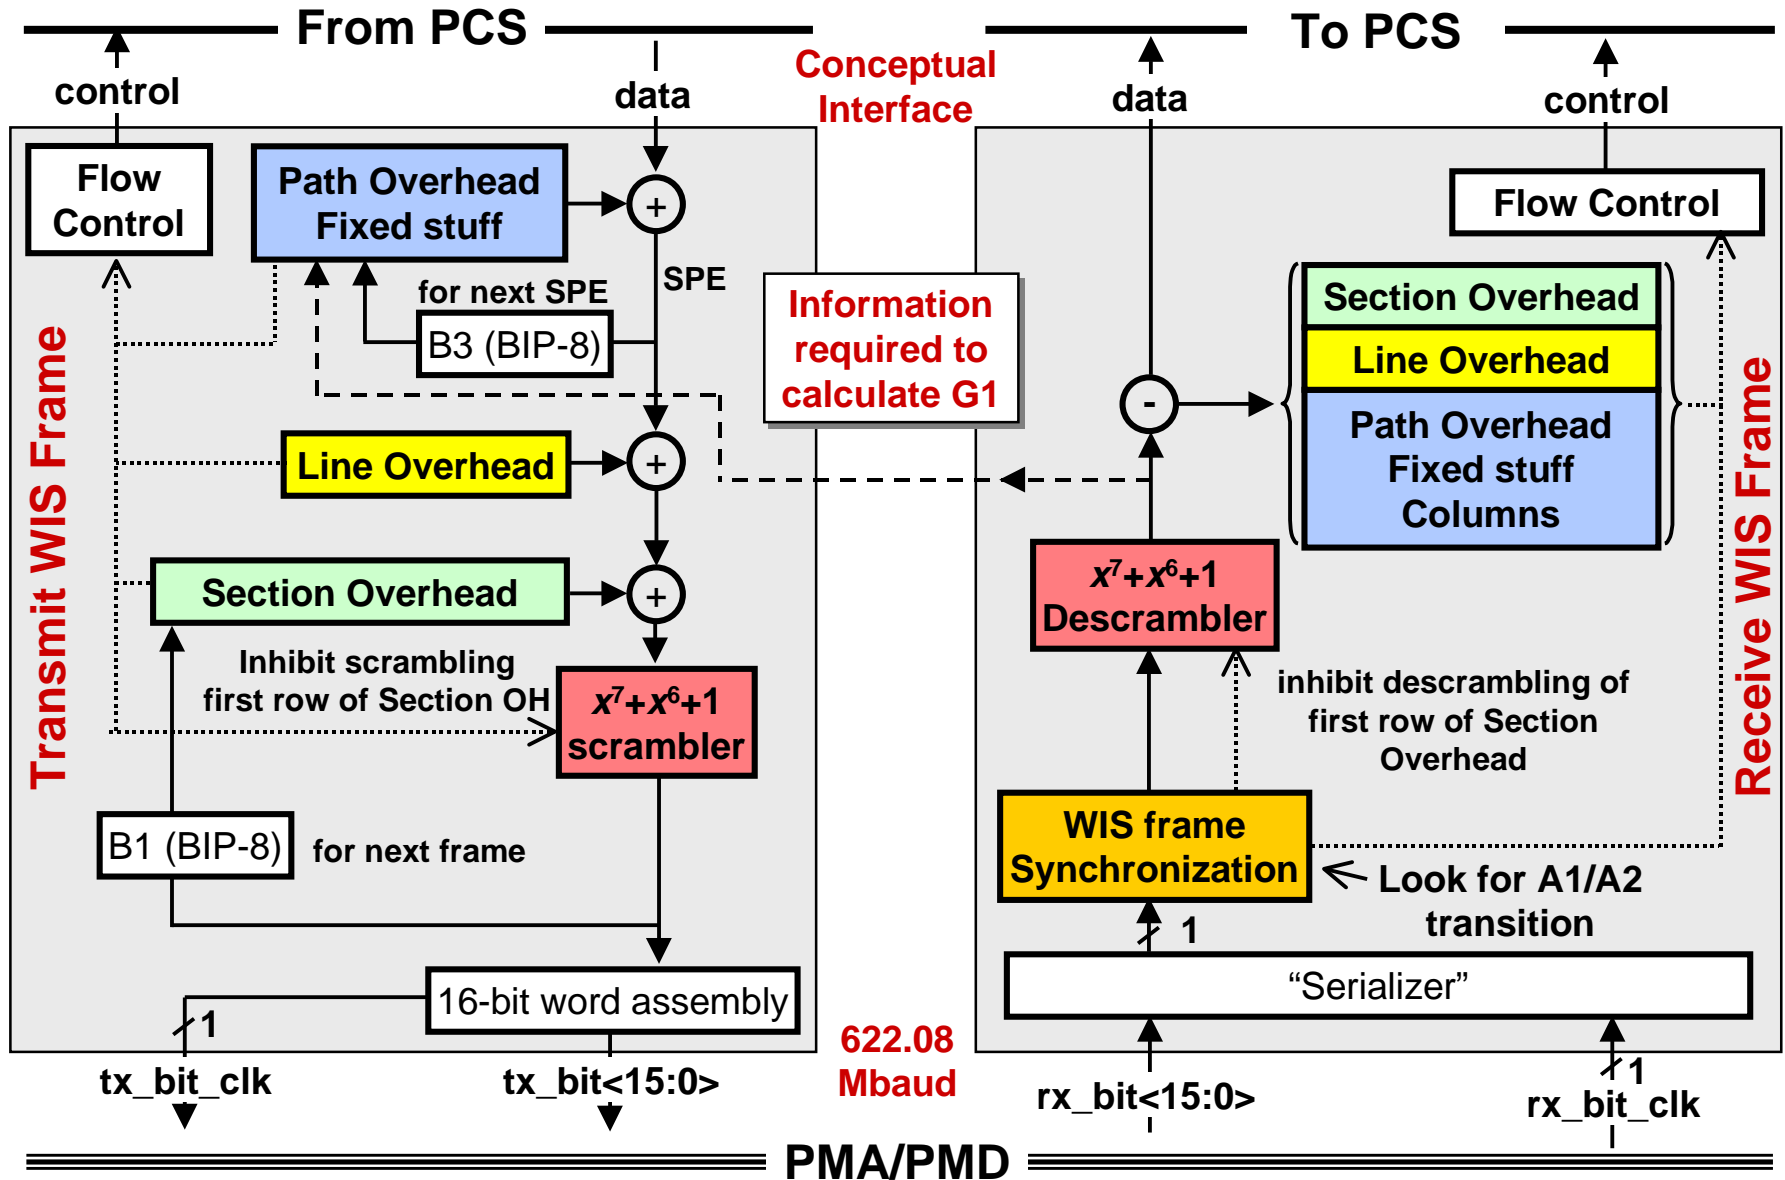 From PCS
To PCS
control
data
Conceptual
Interface
data
control
Flow
Control
Path Overhead
Fixed stuff
+
SPE
for next SPE
B3 (BIP-8)
Line Overhead
+
Section Overhead
+
Inhibit scrambling
first row of Section OH
x⁷+x⁶+1
scrambler
B1 (BIP-8)
for next frame
16-bit word assembly
1
tx_bit_clk
tx_bit<15:0>
Transmit WIS Frame
Information
required to
calculate G1
622.08
Mbaud
Flow Control
Section Overhead
Line Overhead
Path Overhead
Fixed stuff
Columns
-
x⁷+x⁶+1
Descrambler
inhibit descrambling of
first row of Section
Overhead
WIS frame
Synchronization
Look for A1/A2
transition
1
“Serializer”
1
rx_bit<15:0>
rx_bit_clk
Receive WIS Frame
PMA/PMD